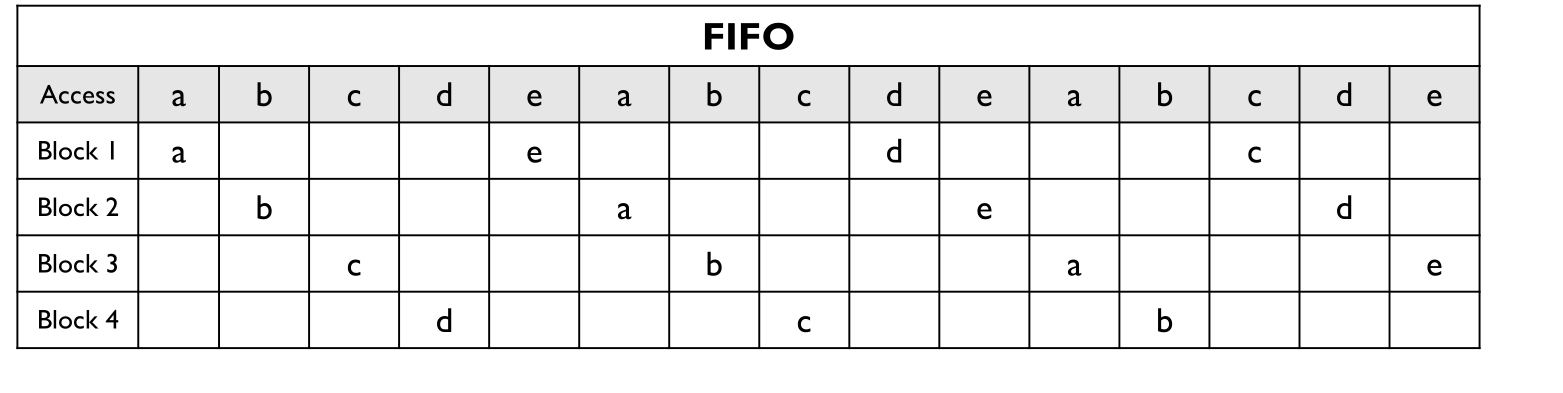 FIFO
Access a b c d e a b c d e a b c d e
Block 1 a e d c
Block 2 b a e d
Block 3 c b a e
Block 4 d c b